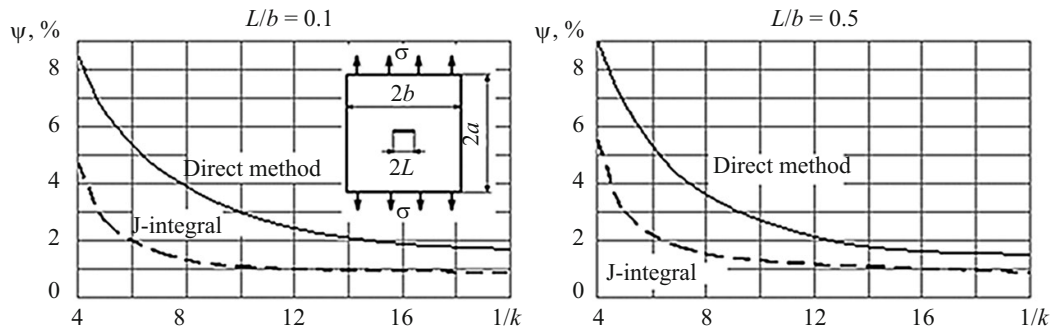 L/b = 0.1
ψ, %
8
6
4
2
0
4
8
12
16
1/k
σ
2b
2a
2L
σ
Direct method
J-integral
L/b = 0.5
ψ, %
8
6
4
2
0
4
8
12
16
1/k
Direct method
J-integral